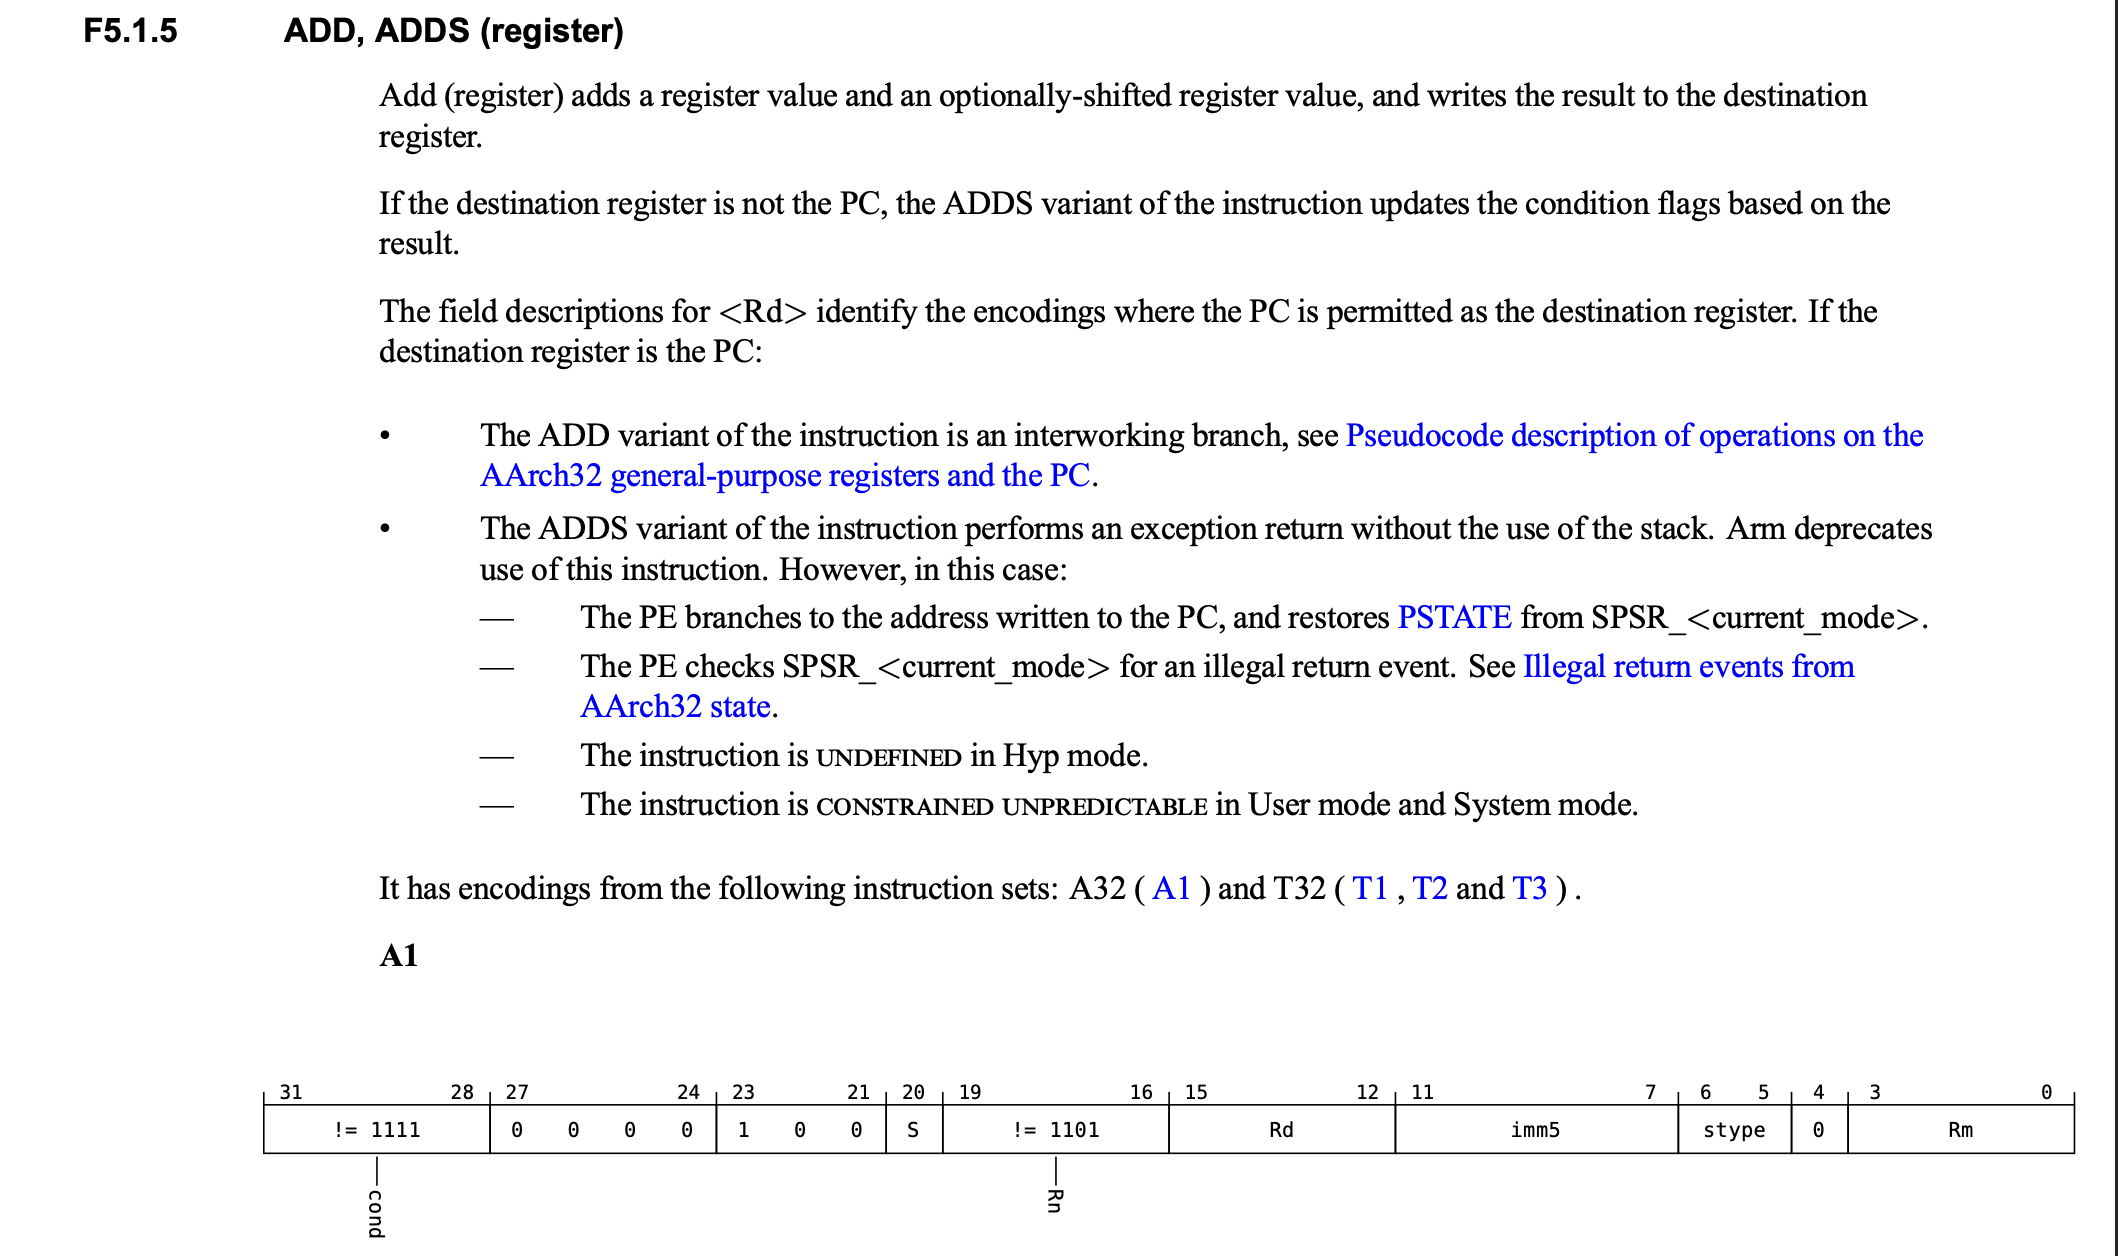 F5.1.5 ADD, ADDS (register)
Add (register) adds a register value and an optionally-shifted register value, and writes the result to the destination
register.
If the destination register is not the PC, the ADDS variant of the instruction updates the condition flags based on the
result.
The field descriptions for <Rd> identify the encodings where the PC is permitted as the destination register. If the
destination register is the PC:
• The ADD variant of the instruction is an interworking branch, see Pseudocode description of operations on the
AArch32 general-purpose registers and the PC.
• The ADDS variant of the instruction performs an exception return without the use of the stack. Arm deprecates
use of this instruction. However, in this case:
— The PE branches to the address written to the PC, and restores PSTATE from SPSR_<current_mode>.
— The PE checks SPSR_<current_mode> for an illegal return event. See Illegal return events from
AArch32 state.
— The instruction is UNDEFINED in Hyp mode.
— The instruction is CONSTRAINED UNPREDICTABLE in User mode and System mode.
It has encodings from the following instruction sets: A32 ( A1 ) and T32 ( T1 , T2 and T3 ) .
A1
31 28 27 24 23 21 20 19 16 15 12 11 7 6 5 4 3 0
!= 1111 0 0 0 0 1 0 0 S != 1101 Rd imm5 stype 0 Rm
cond Rn